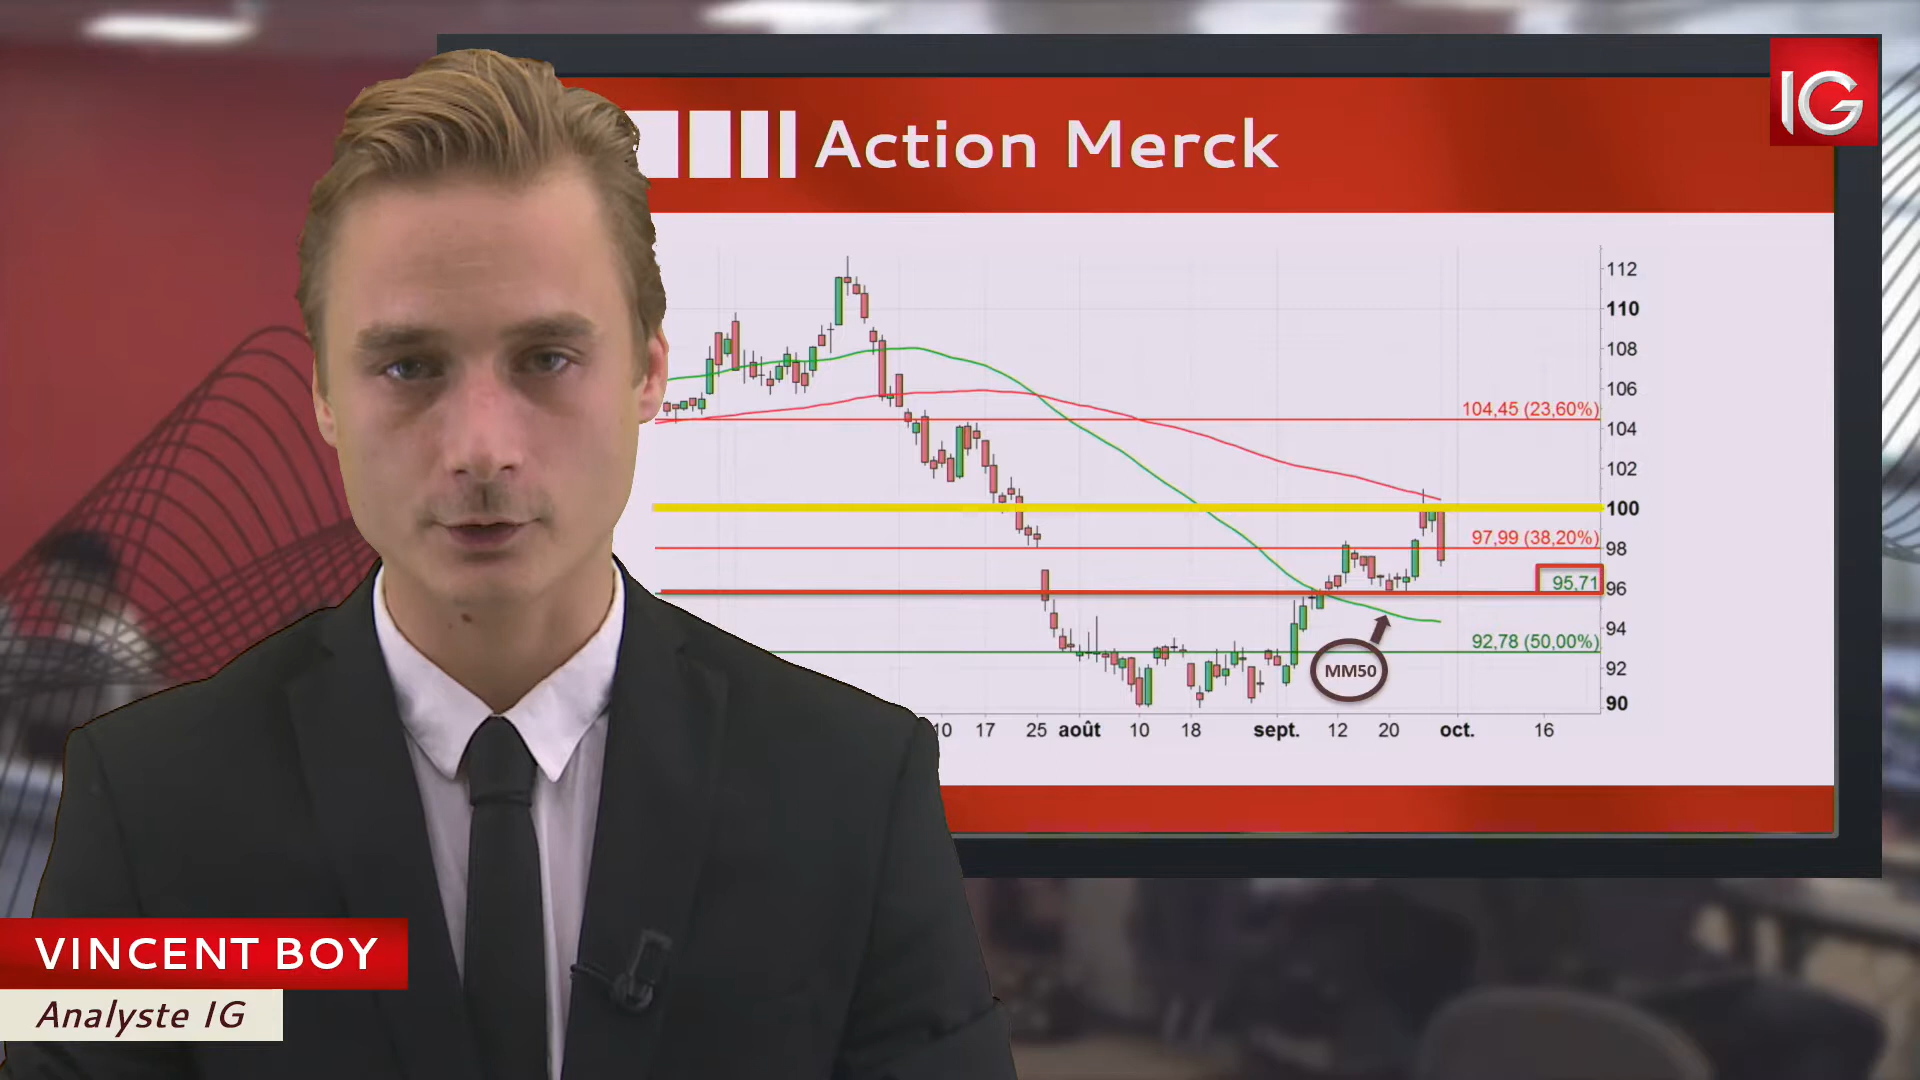 IG
Action Merck
112
110
108
106
104,45 (23,60%)
104
102
100
97,99 (38,20%)
98
95,71
96
94
92,78 (50,00%)
92
MM50
90
10 17 25 août 10 18 sept. 12 20 oct. 16
VINCENT BOY
Analyste IG